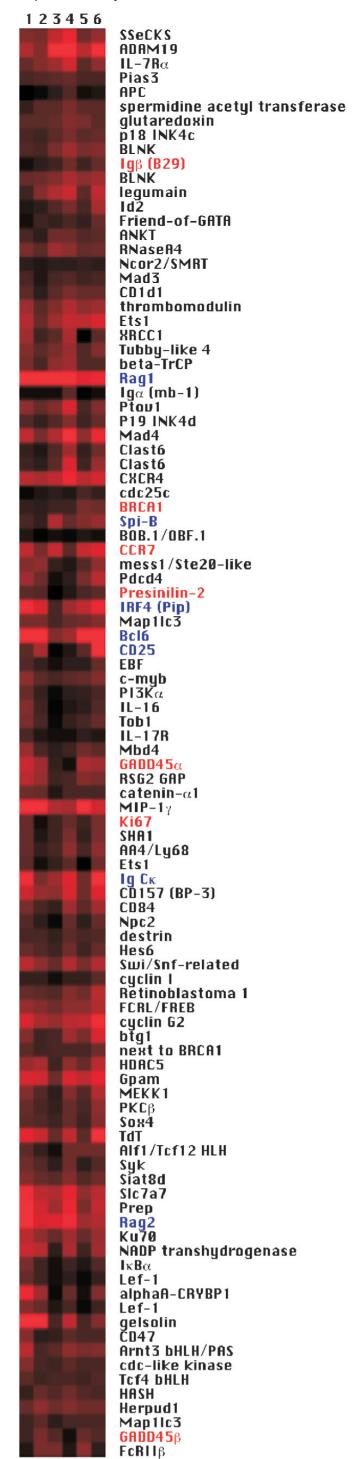 1 2 3 4 5 6
SSeCKS
ADAM19
IL-7Rα
Pias3
APC
spermidine acetyl transferase
glutaredoxin
p18 INK4c
BLNK
Igβ (B29)
BLNK
legumain
Id2
Friend-of-GATA
ANKT
RNaseA4
Ncor2/SMRT
Mad3
CD1d1
thrombomodulin
Ets1
XRCC1
Tubby-like 4
beta-TrCP
Rag1
Igα (mb-1)
Ptov1
P19 INK4d
Mad4
Clast6
Clast6
CXCR4
cdc25c
BRCA1
Spi-B
BOB.1/OBF.1
CCR7
mess1/Ste20-like
Pdcd4
Presinilin-2
IRF4 (Pip)
Map1lc3
Bcl6
CD25
EBF
c-myb
PI3Kα
IL-16
Tob1
IL-17R
Mbd4
GADD45α
RSG2 GAP
catenin-α1
MIP-1γ
Ki67
SHA1
AA4/Ly68
Ets1
Ig Cκ
CD157 (BP-3)
CD84
Npc2
destrin
Hes6
Swi/Snf-related
cyclin I
Retinoblastoma 1
FCRL/FREB
cyclin G2
btg1
next to BRCA1
HDAC5
Gpam
MEKK1
PKCβ
Sox4
TdT
Alf1/Tcf12 HLH
Syk
Siat8d
Slc7a7
Prep
Rag2
Ku70
NADP transhydrogenase
IκBα
Lef-1
alphaA-CRYBP1
Lef-1
gelsolin
CD47
Arnt3 bHLH/PAS
cdc-like kinase
Tcf4 bHLH
HASH
Herpud1
Map1lc3
GADD45β
FcRIIβ